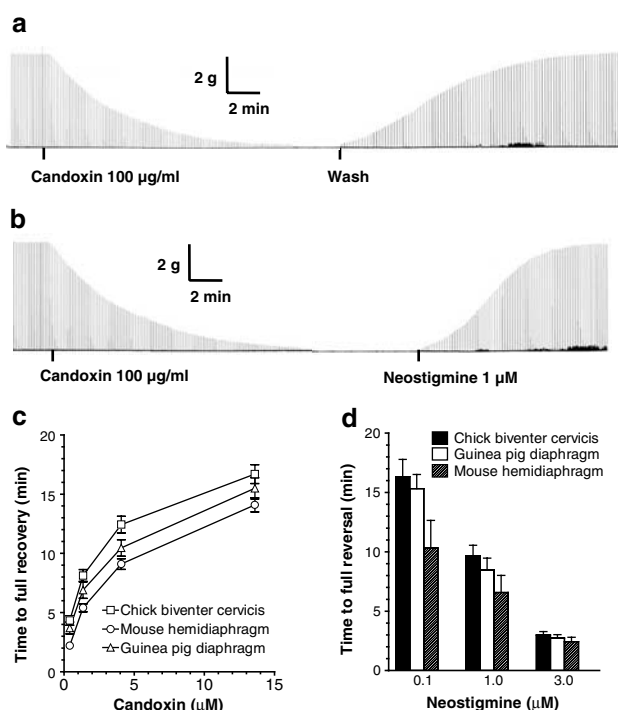 a
2 g
2 min
Candoxin 100 µg/ml
Wash
b
2 g
2 min
Candoxin 100 µg/ml
Neostigmine 1 µM
c
Time to full recovery (min)
20
15
10
5
0
0
5
10
15
Candoxin (µM)
Chick biventer cervicis
Mouse hemidiaphragm
Guinea pig diaphragm
d
Time to full reversal (min)
20
15
10
5
0
Chick biventer cervicis
Guinea pig diaphragm
Mouse hemidiaphragm
0.1
1.0
3.0
Neostigmine (µM)